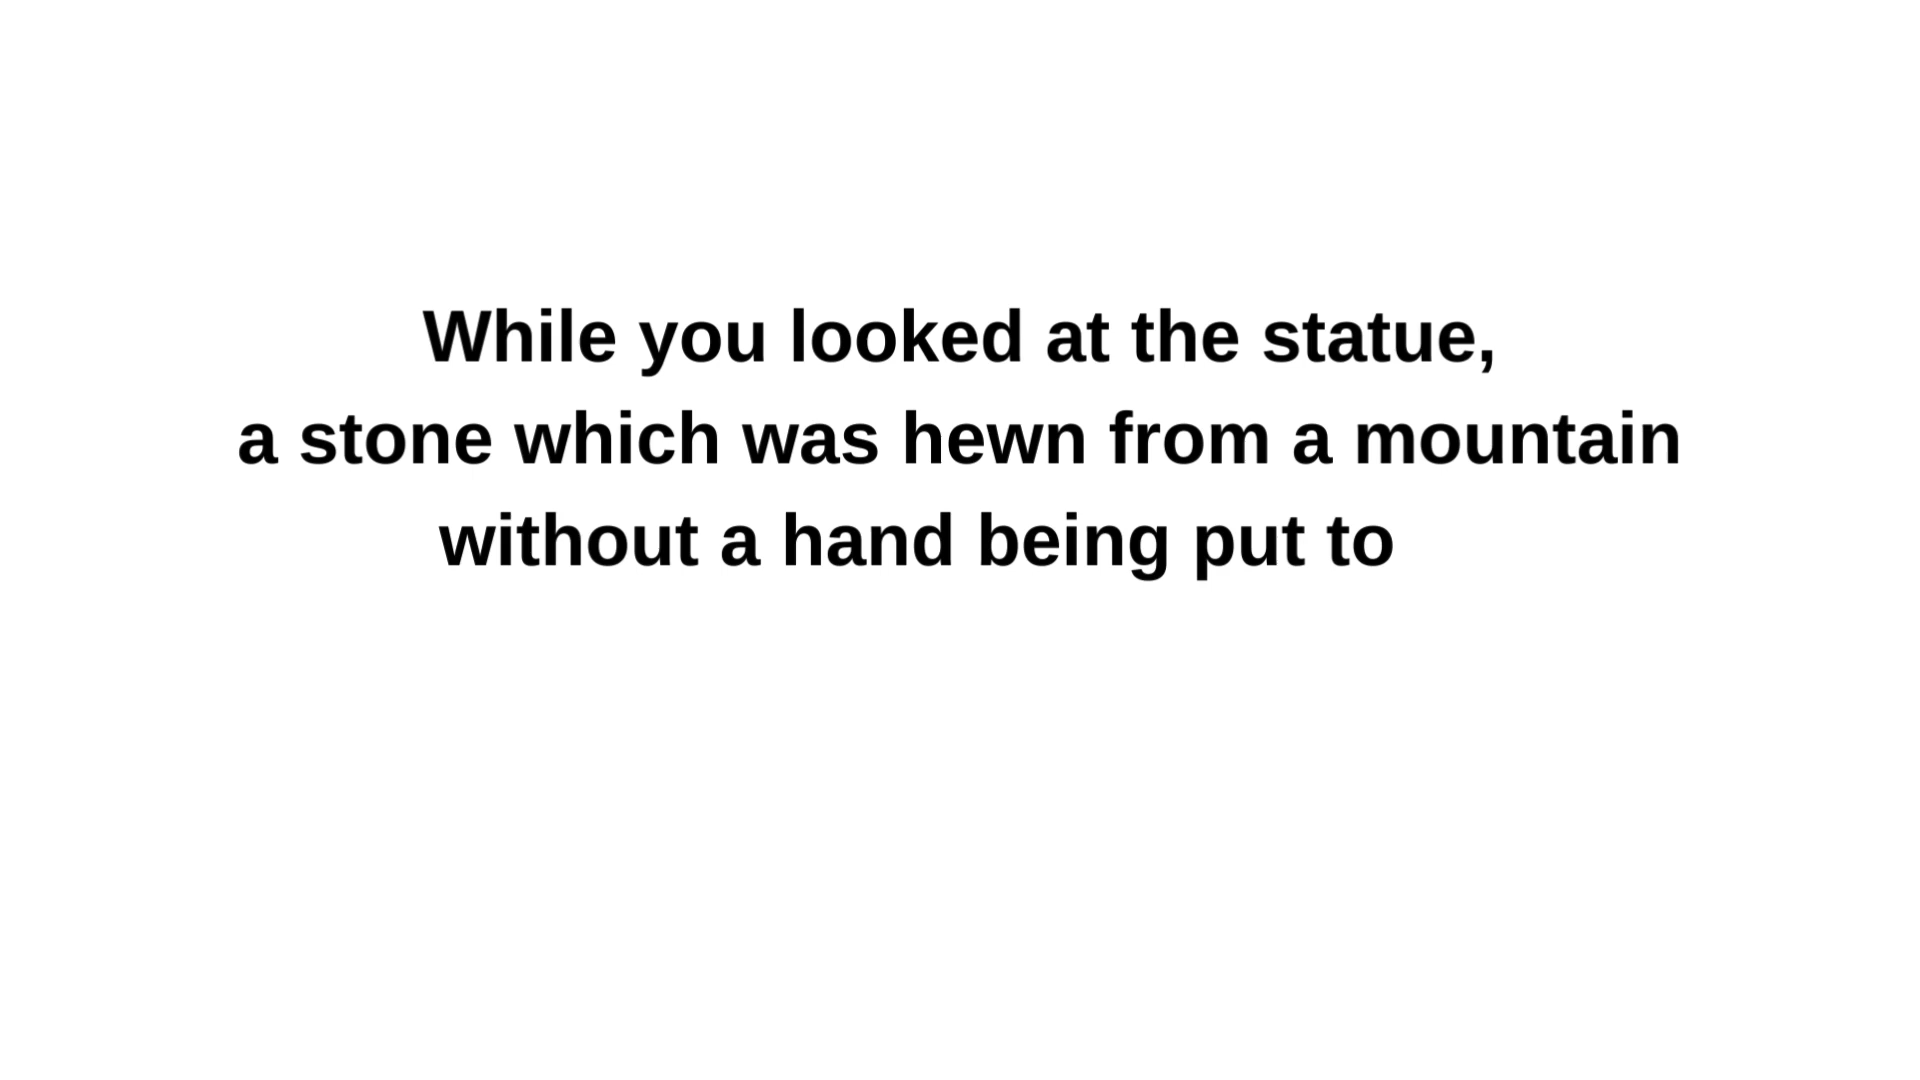 While you looked at the statue,
a stone which was hewn from a mountain
without a hand being put to